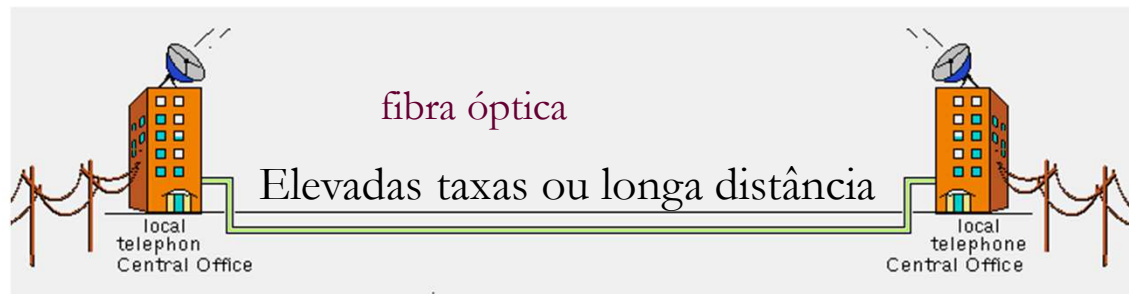 fibra óptica
Elevadas taxas ou longa distância
local
telephon
Central Office
local
telephone
Central Office